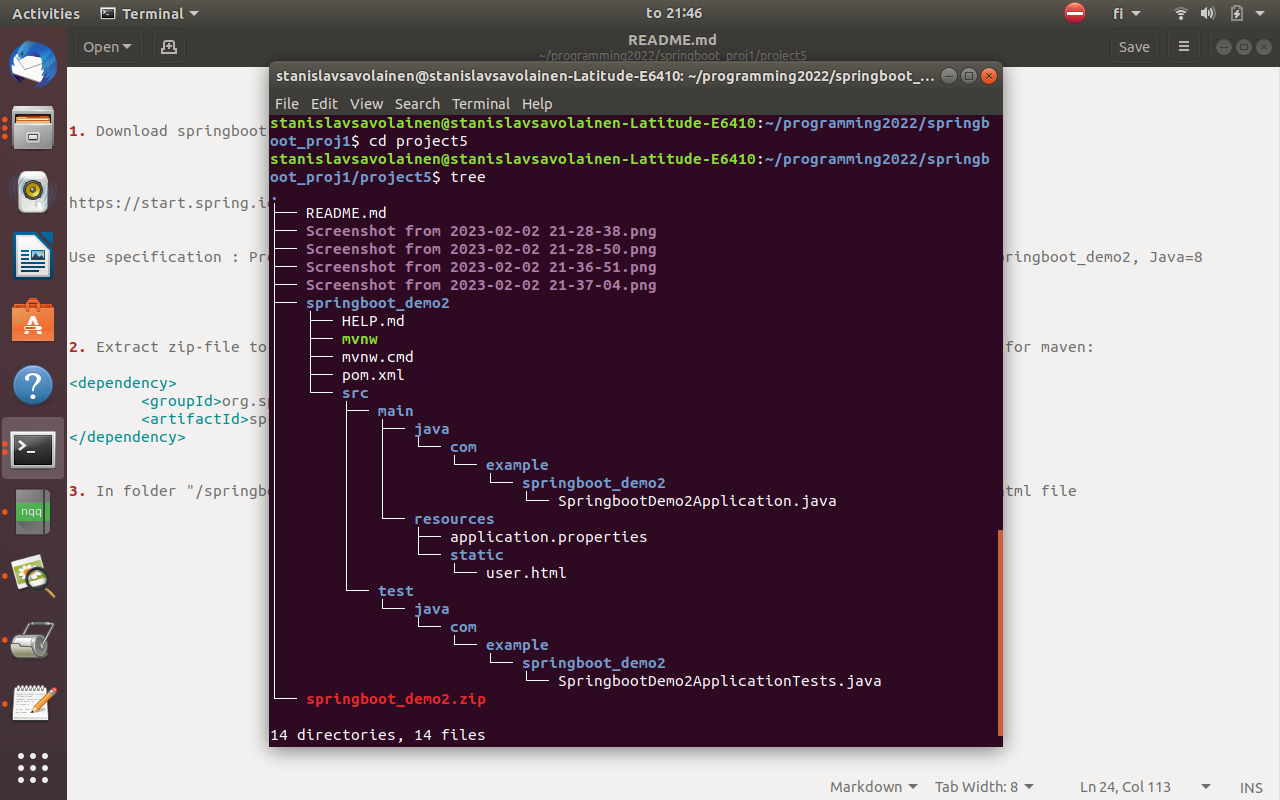 Activities Terminal to 21:46 fi
Open README.md Save
~/programming2022/springboot_proj1/project5
stanislavsavolainen@stanislavsavolainen-Latitude-E6410: ~/programming2022/springboot_...
File Edit View Search Terminal Help
stanislavsavolainen@stanislavsavolainen-Latitude-E6410:~/programming2022/springb
oot_proj1$ cd project5
stanislavsavolainen@stanislavsavolainen-Latitude-E6410:~/programming2022/springb
oot_proj1/project5$ tree
.
├── README.md
├── Screenshot from 2023-02-02 21-28-38.png
├── Screenshot from 2023-02-02 21-28-50.png
├── Screenshot from 2023-02-02 21-36-51.png
├── Screenshot from 2023-02-02 21-37-04.png
├── springboot_demo2
│   ├── HELP.md
│   ├── mvnw
│   ├── mvnw.cmd
│   ├── pom.xml
│   └── src
│       ├── main
│       │   ├── java
│       │   │   └── com
│       │   │       └── example
│       │   │           └── springboot_demo2
│       │   │               └── SpringbootDemo2Application.java
│       │   └── resources
│       │       ├── application.properties
│       │       └── static
│       │           └── user.html
│       └── test
│           └── java
│               └── com
│                   └── example
│                       └── springboot_demo2
│                           └── SpringbootDemo2ApplicationTests.java
└── springboot_demo2.zip
14 directories, 14 files
1. Download springboot
https://start.spring.i
Use specification : Pr ringboot_demo2, Java=8
2. Extract zip-file to for maven:
<dependency>
<groupId>org.sp
<artifactId>sp
</dependency>
3. In folder "/springbo tml file
nqq
Markdown Tab Width: 8 Ln 24, Col 113 INS